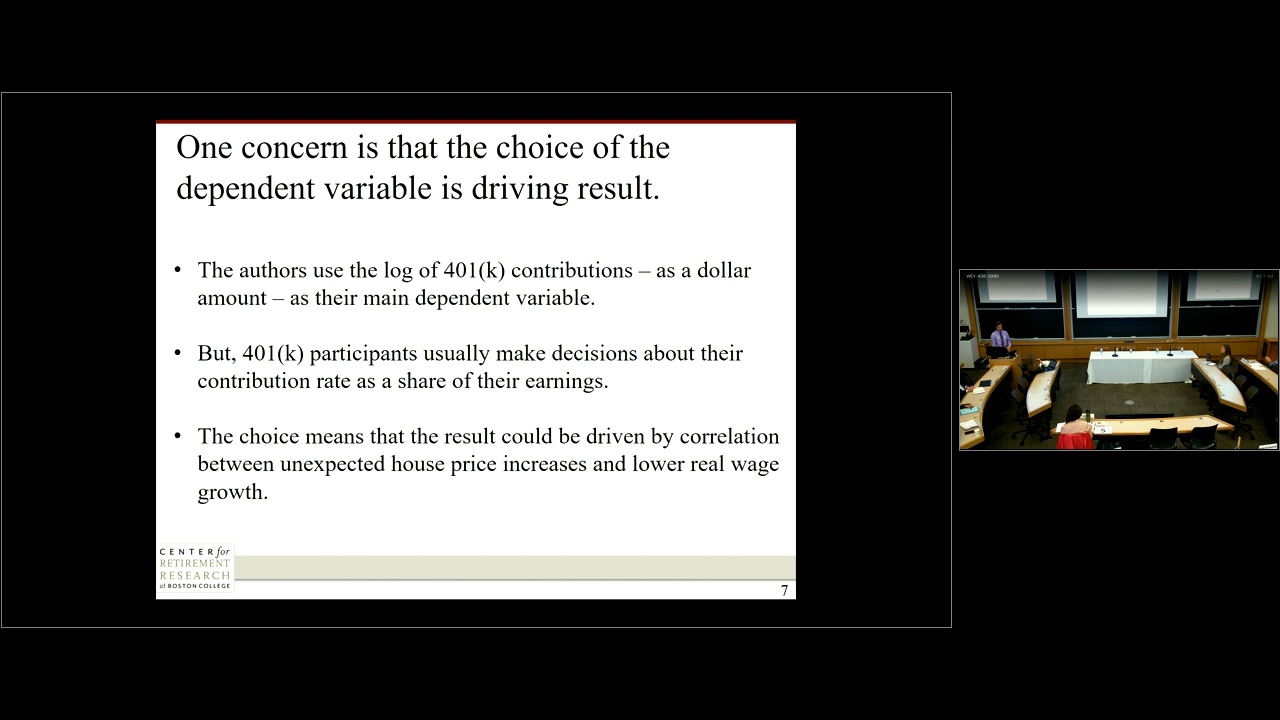 One concern is that the choice of the
dependent variable is driving result.
• The authors use the log of 401(k) contributions – as a dollar
amount – as their main dependent variable.
• But, 401(k) participants usually make decisions about their
contribution rate as a share of their earnings.
• The choice means that the result could be driven by correlation
between unexpected house price increases and lower real wage
growth.
CENTER for
RETIREMENT
RESEARCH
at BOSTON COLLEGE
7